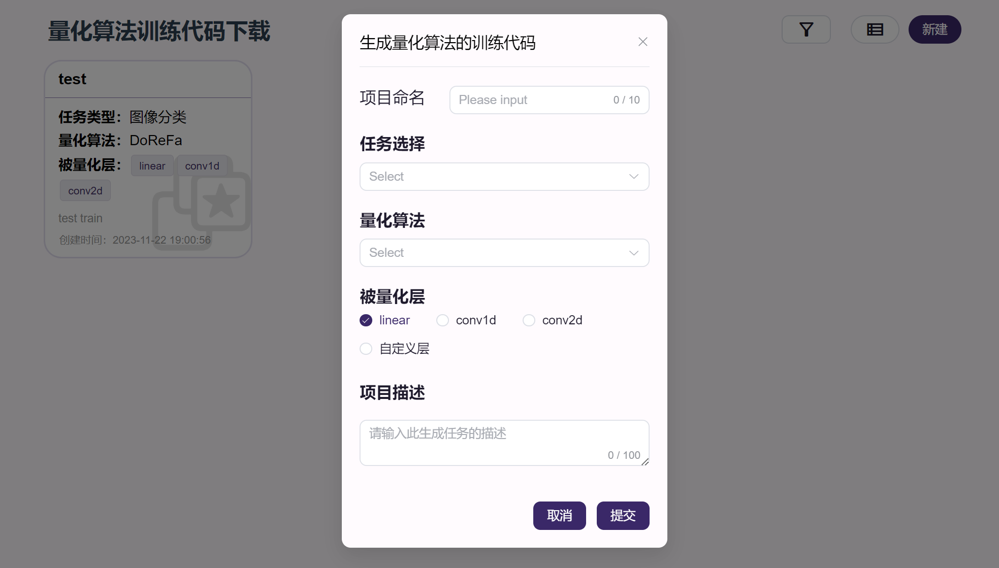 量化算法训练代码下载
新建
test
任务类型：图像分类
量化算法：DoReFa
被量化层：linear conv1d
conv2d
test train
创建时间：2023-11-22 19:00:56
生成量化算法的训练代码
项目命名 Please input 0 / 10
任务选择
Select
量化算法
Select
被量化层
linear conv1d conv2d
自定义层
项目描述
请输入此生成任务的描述
0 / 100
取消 提交